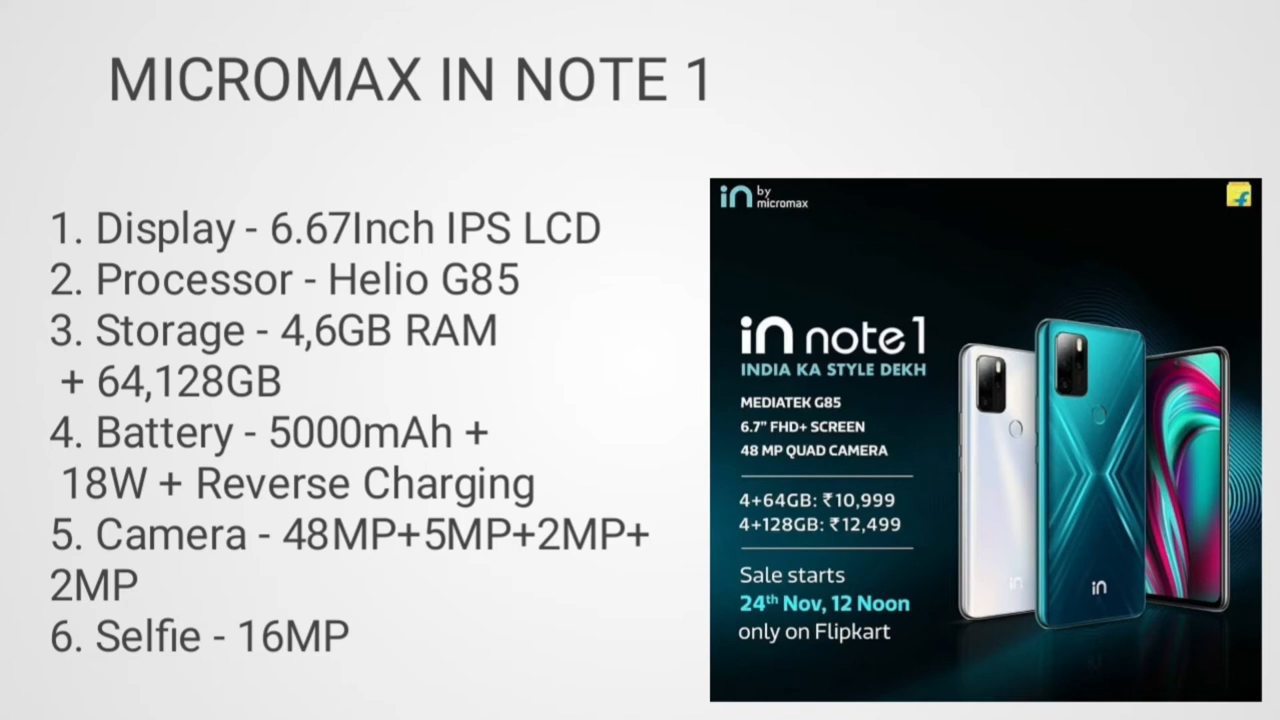 MICROMAX IN NOTE 1
1. Display - 6.67Inch IPS LCD
2. Processor - Helio G85
3. Storage - 4,6GB RAM
+ 64,128GB
4. Battery - 5000mAh +
18W + Reverse Charging
5. Camera - 48MP+5MP+2MP+
2MP
6. Selfie - 16MP
in by
micromax
in note1
INDIA KA STYLE DEKH
MEDIATEK G85
6.7” FHD+ SCREEN
48 MP QUAD CAMERA
4+64GB: ₹10,999
4+128GB: ₹12,499
Sale starts
24th Nov, 12 Noon
only on Flipkart
in
in